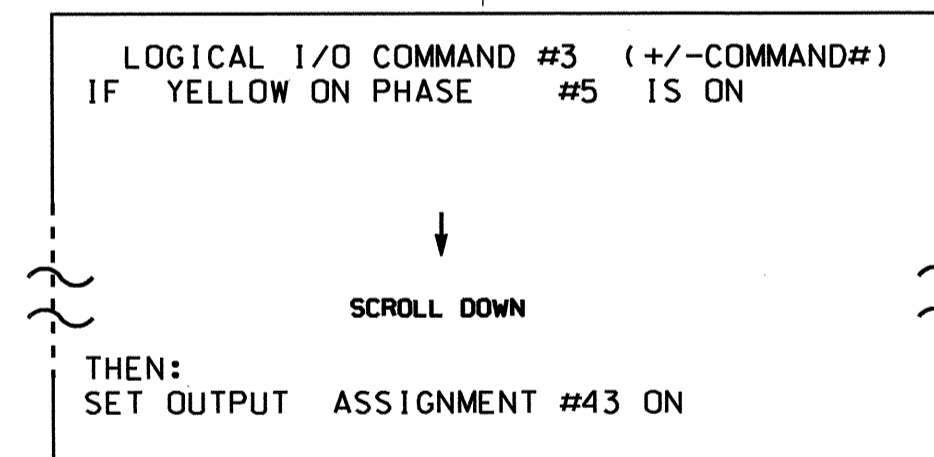 LOGICAL I/O COMMAND #3 (+/-COMMAND#)
IF YELLOW ON PHASE #5 IS ON
SCROLL DOWN
THEN:
SET OUTPUT ASSIGNMENT #43 ON